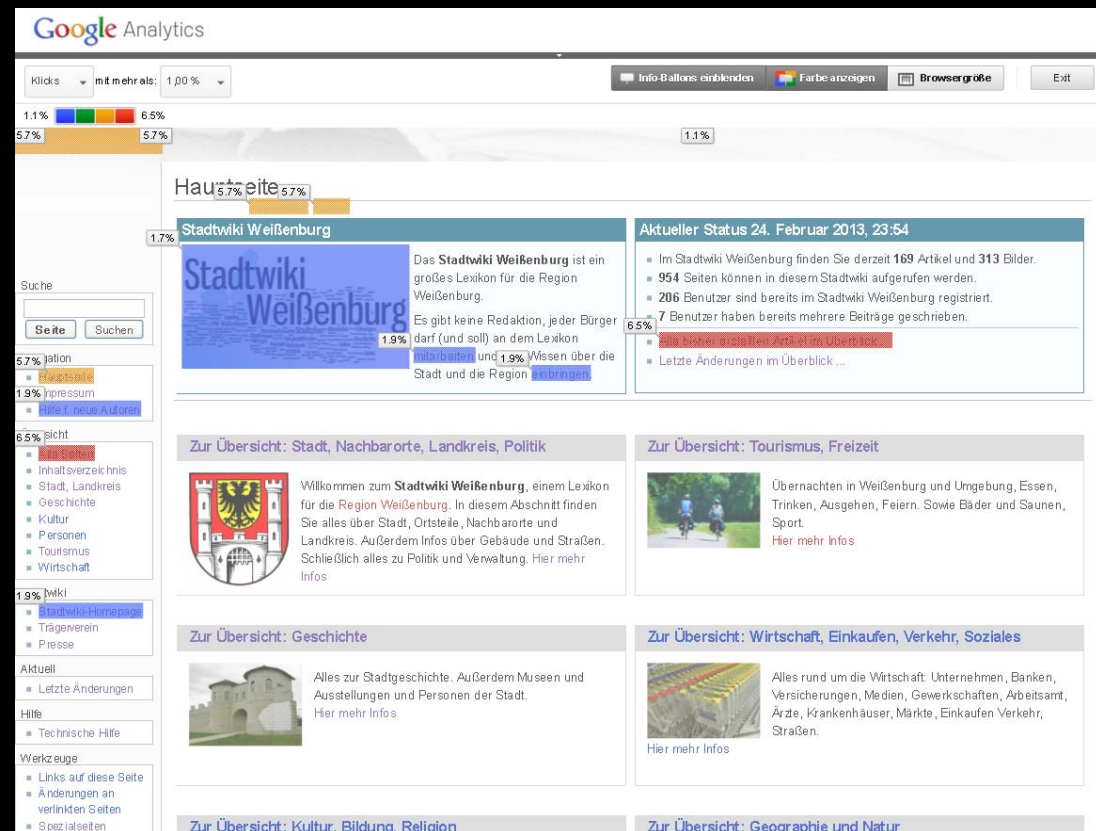 Google Analytics
Klicks mit mehr als: 1,00 %
Info-Ballons einblenden Farbe anzeigen Browsergröße Exit
1.1% 6.5%
5.7% 5.7% 1.1%
Hauptseite
5.7% 5.7%
1.7%
Stadtwiki Weißenburg
Stadtwiki
Weißenburg
Das Stadtwiki Weißenburg ist ein
großes Lexikon für die Region
Weißenburg.
Es gibt keine Redaktion, jeder Bürger
1.9% darf (und soll) an dem Lexikon
mitarbeiten und 1.9% Wissen über die
Stadt und die Region einbringen.
Aktueller Status 24. Februar 2013, 23:54
Im Stadtwiki Weißenburg finden Sie derzeit 169 Artikel und 313 Bilder.
954 Seiten können in diesem Stadtwiki aufgerufen werden.
206 Benutzer sind bereits im Stadtwiki Weißenburg registriert.
7 Benutzer haben bereits mehrere Beiträge geschrieben.
6.5%
Alle bisher erstellten Artikel im Überblick ...
Letzte Änderungen im Überblick ...
Suche
Seite Suchen
5.7% gation
Hauptseite
1.9% mpressum
Hilfe f. neue Autoren
6.5% sicht
Alle Seiten
Inhaltsverzeichnis
Stadt, Landkreis
Geschichte
Kultur
Personen
Tourismus
Wirtschaft
1.9% twiki
Stadtwiki-Homepage
Trägerverein
Presse
Aktuell
Letzte Änderungen
Hilfe
Technische Hilfe
Werkzeuge
Links auf diese Seite
Änderungen an
verlinkten Seiten
Spezialseiten
Zur Übersicht: Stadt, Nachbarorte, Landkreis, Politik
Willkommen zum Stadtwiki Weißenburg, einem Lexikon
für die Region Weißenburg. In diesem Abschnitt finden
Sie alles über Stadt, Ortsteile, Nachbarorte und
Landkreis. Außerdem Infos über Gebäude und Straßen.
Schließlich alles zu Politik und Verwaltung. Hier mehr
Infos
Zur Übersicht: Tourismus, Freizeit
Übernachten in Weißenburg und Umgebung, Essen,
Trinken, Ausgehen, Feiern. Sowie Bäder und Saunen,
Sport.
Hier mehr Infos
Zur Übersicht: Geschichte
Alles zur Stadtgeschichte. Außerdem Museen und
Ausstellungen und Personen der Stadt.
Hier mehr Infos
Zur Übersicht: Wirtschaft, Einkaufen, Verkehr, Soziales
Alles rund um die Wirtschaft: Unternehmen, Banken,
Versicherungen, Medien, Gewerkschaften, Arbeitsamt,
Ärzte, Krankenhäuser, Märkte, Einkaufen Verkehr,
Straßen.
Hier mehr Infos
Zur Übersicht: Kultur, Bildung, Religion
Zur Übersicht: Geographie und Natur